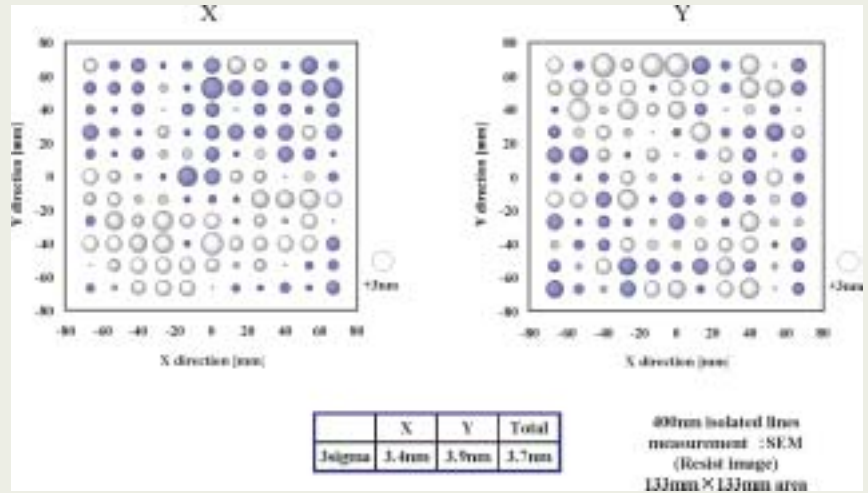 X Y
80
60
40
20
0
-20
-40
-60
-80
-80 -60 -40 -20 0 20 40 60 80
X direction [mm]
Y direction [mm]
+3nm
80
60
40
20
0
-20
-40
-60
-80
-80 -60 -40 -20 0 20 40 60 80
X direction [mm]
Y direction [mm]
+3nm
X Y Total
3sigma 3.4nm 3.9nm 3.7nm
400nm isolated lines
measurement :SEM
(Resist image)
133mm×133mm area